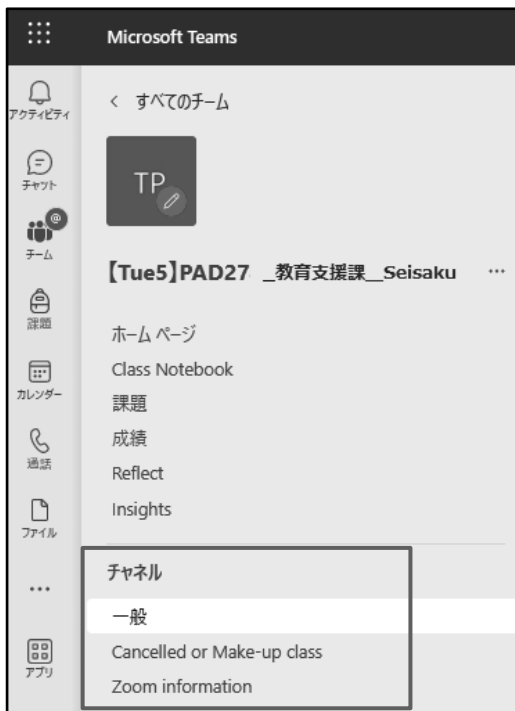 Microsoft Teams
アクティビティ
チャット
@
チーム
課題
カレンダー
通話
ファイル
...
アプリ
< すべてのチーム
TP
【Tue5】PAD27 _教育支援課__Seisaku ...
ホーム ページ
Class Notebook
課題
成績
Reflect
Insights
チャネル
一般
Cancelled or Make-up class
Zoom information